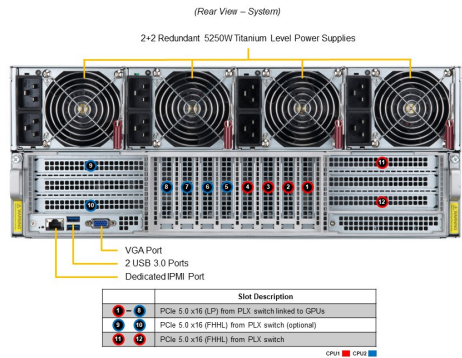 (Rear View – System)
2+2 Redundant 5250W Titanium Level Power Supplies
9
11
8 7 6 5 4 3 2 1
10
12
VGA Port
2 USB 3.0 Ports
Dedicated IPMI Port
Slot Description
1 – 8 PCIe 5.0 x16 (LP) from PLX switch linked to GPUs
9 10 PCIe 5.0 x16 (FHHL) from PLX switch (optional)
11 12 PCIe 5.0 x16 (FHHL) from PLX switch
CPU1 CPU2